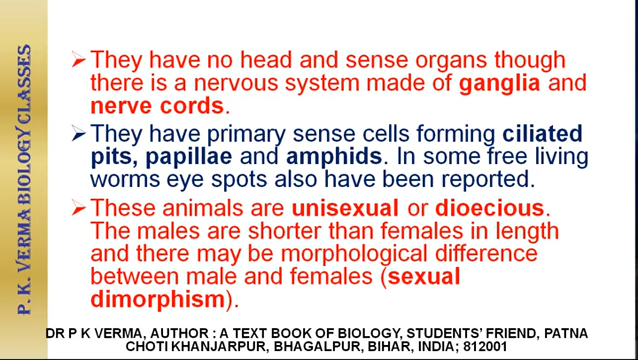 P. K. VERMA BIOLOGY CLASSES
➢ They have no head and sense organs though
there is a nervous system made of ganglia and
nerve cords.
➢ They have primary sense cells forming ciliated
pits, papillae and amphids. In some free living
worms eye spots also have been reported.
➢ These animals are unisexual or dioecious.
The males are shorter than females in length
and there may be morphological difference
between male and females (sexual
dimorphism).
DR P K VERMA, AUTHOR : A TEXT BOOK OF BIOLOGY, STUDENTS' FRIEND, PATNA
CHOTI KHANJARPUR, BHAGALPUR, BIHAR, INDIA; 812001